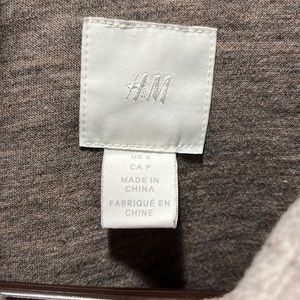 H&M
US S
CA P
MADE IN
CHINA
FABRIQUÉ EN
CHINE